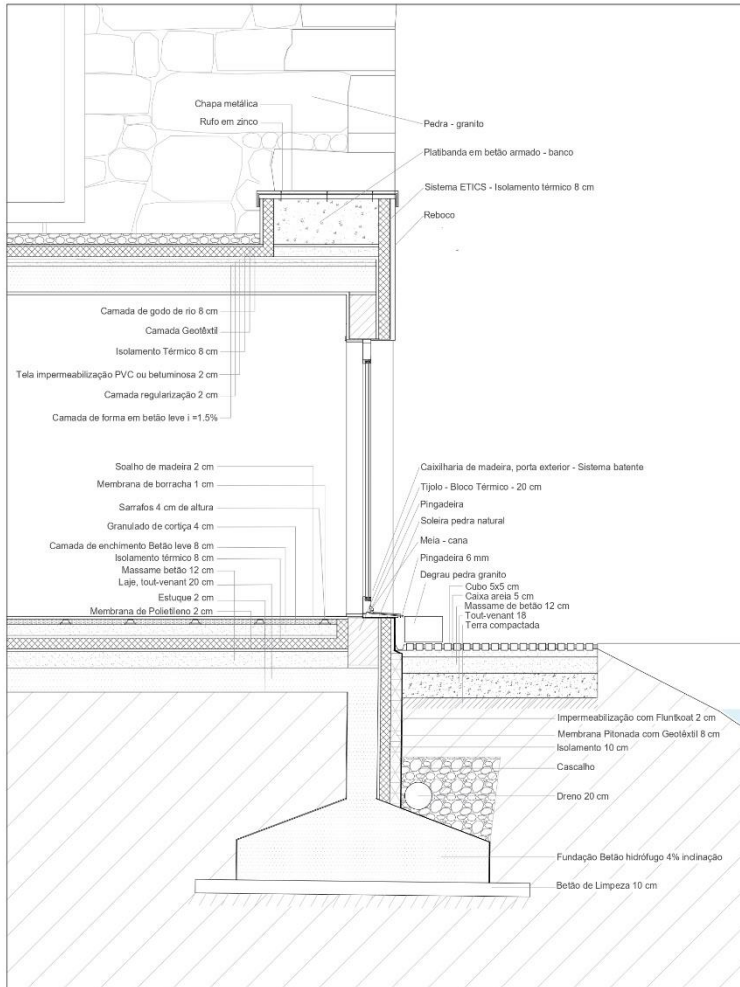 Chapa metálica
Rufo em zinco
Pedra - granito
Platibanda em betão armado - banco
Sistema ETICS - Isolamento térmico 8 cm
Reboco
Camada de godo de rio 8 cm
Camada Geotêxtil
Isolamento Térmico 8 cm
Tela impermeabilização PVC ou betuminosa 2 cm
Camada regularização 2 cm
Camada de forma em betão leve i =1.5%
Soalho de madeira 2 cm
Membrana de borracha 1 cm
Sarrafos 4 cm de altura
Granulado de cortiça 4 cm
Camada de enchimento Betão leve 8 cm
Isolamento térmico 8 cm
Massame betão 12 cm
Laje, tout-venant 20 cm
Estuque 2 cm
Membrana de Polietileno 2 cm
Caixilharia de madeira, porta exterior - Sistema batente
Tijolo - Bloco Térmico - 20 cm
Pingadeira
Soleira pedra natural
Meia - cana
Pingadeira 6 mm
Degrau pedra granito
Cubo 5x5 cm
Caixa areia 5 cm
Massame de betão 12 cm
Tout-venant 18
Terra compactada
Impermeabilização com Fluntkoat 2 cm
Membrana Pitonada com Geotêxtil 8 cm
Isolamento 10 cm
Cascalho
Dreno 20 cm
Fundação Betão hidrófugo 4% inclinação
Betão de Limpeza 10 cm